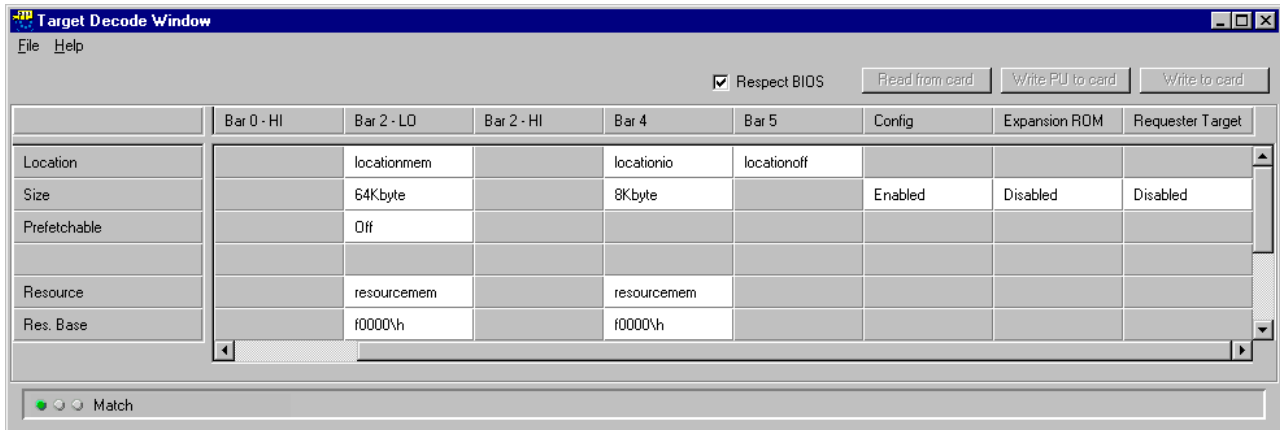 Target Decode Window
File Help
Respect BIOS Read from card Write PU to card Write to card
Bar 0 - HI Bar 2 - LO Bar 2 - HI Bar 4 Bar 5 Config Expansion ROM Requester Target
Location locationmem locationio locationoff
Size 64Kbyte 8Kbyte Enabled Disabled Disabled
Prefetchable Off
Resource resourcemem resourcemem
Res. Base f0000\h f0000\h
Match